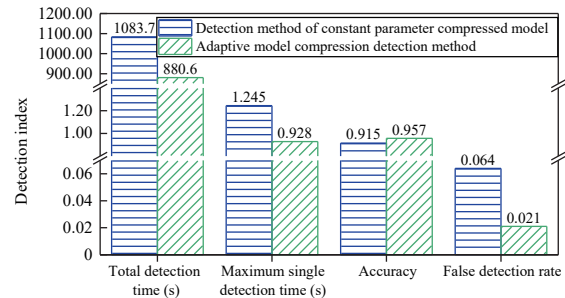 1200.00
1100.00
1000.00
900.00
1.20
1.00
0.06
0.04
0.02
0
Detection index
Detection method of constant parameter compressed model
Adaptive model compression detection method
1083.7
880.6
1.245
0.928
0.915
0.957
0.064
0.021
Total detection
time (s)
Maximum single
detection time (s)
Accuracy
False detection rate